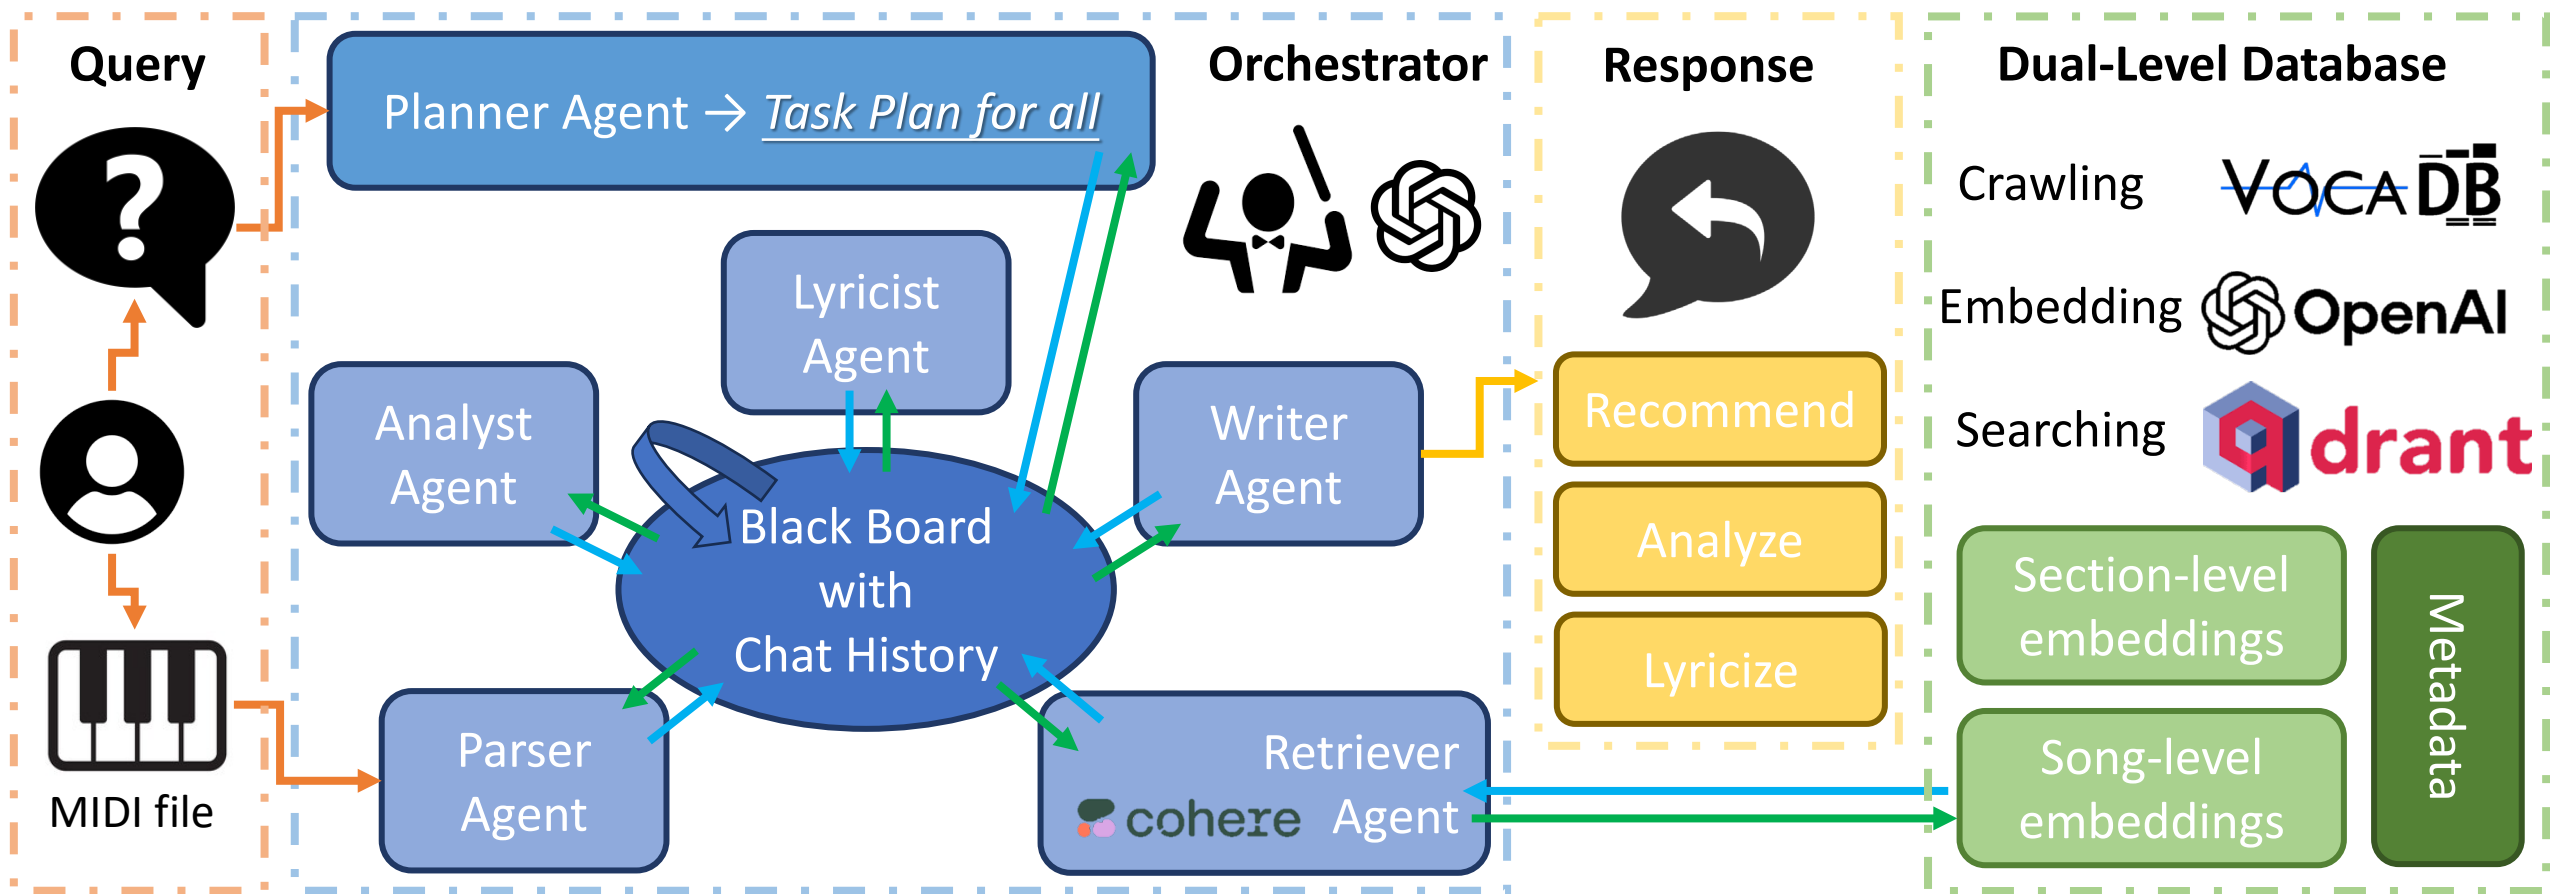 Query
?
MIDI file
Orchestrator
Planner Agent → Task Plan for all
Lyricist
Agent
Analyst
Agent
Writer
Agent
Black Board
with
Chat History
Parser
Agent
Retriever
Agent
cohere
Response
Recommend
Analyze
Lyricize
Dual-Level Database
Crawling
VOCADB
Embedding
OpenAI
Searching
qdrant
Section-level
embeddings
Song-level
embeddings
Metadata